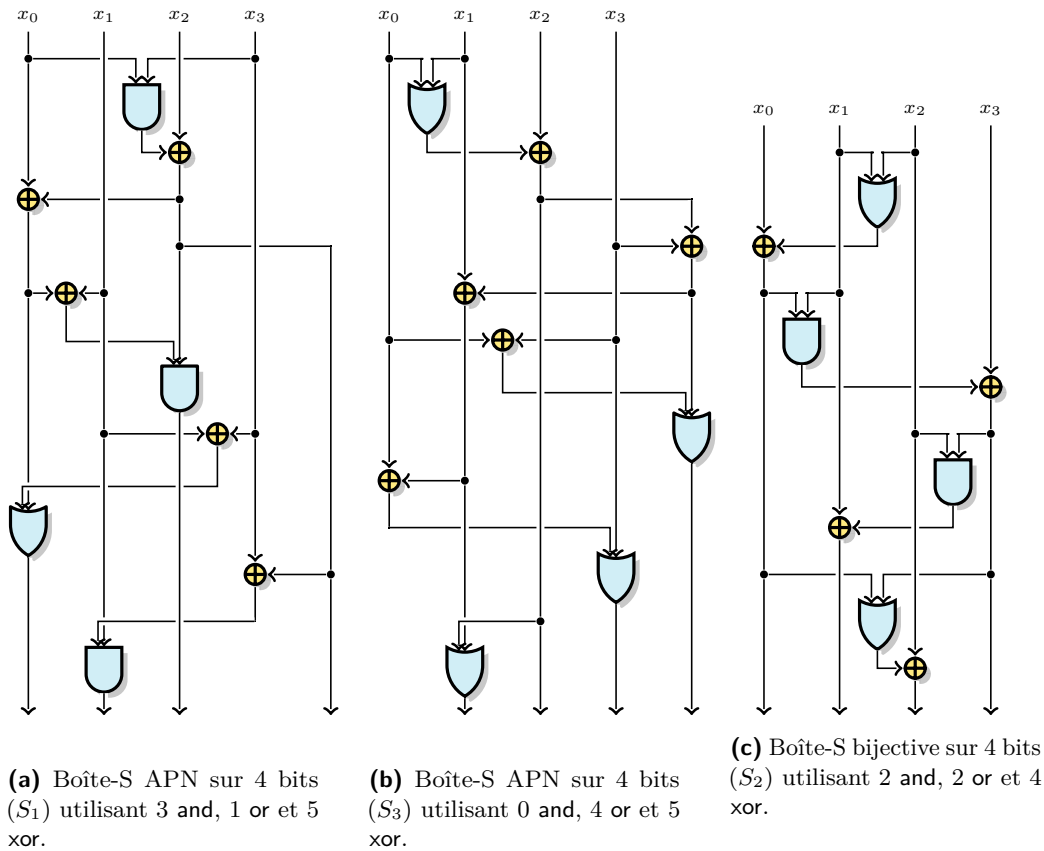 x0 x1 x2 x3
x0 x1 x2 x3
x0 x1 x2 x3
(a) Boîte-S APN sur 4 bits
(S1) utilisant 3 and, 1 or et 5
xor.
(b) Boîte-S APN sur 4 bits
(S3) utilisant 0 and, 4 or et 5
xor.
(c) Boîte-S bijective sur 4 bits
(S2) utilisant 2 and, 2 or et 4
xor.